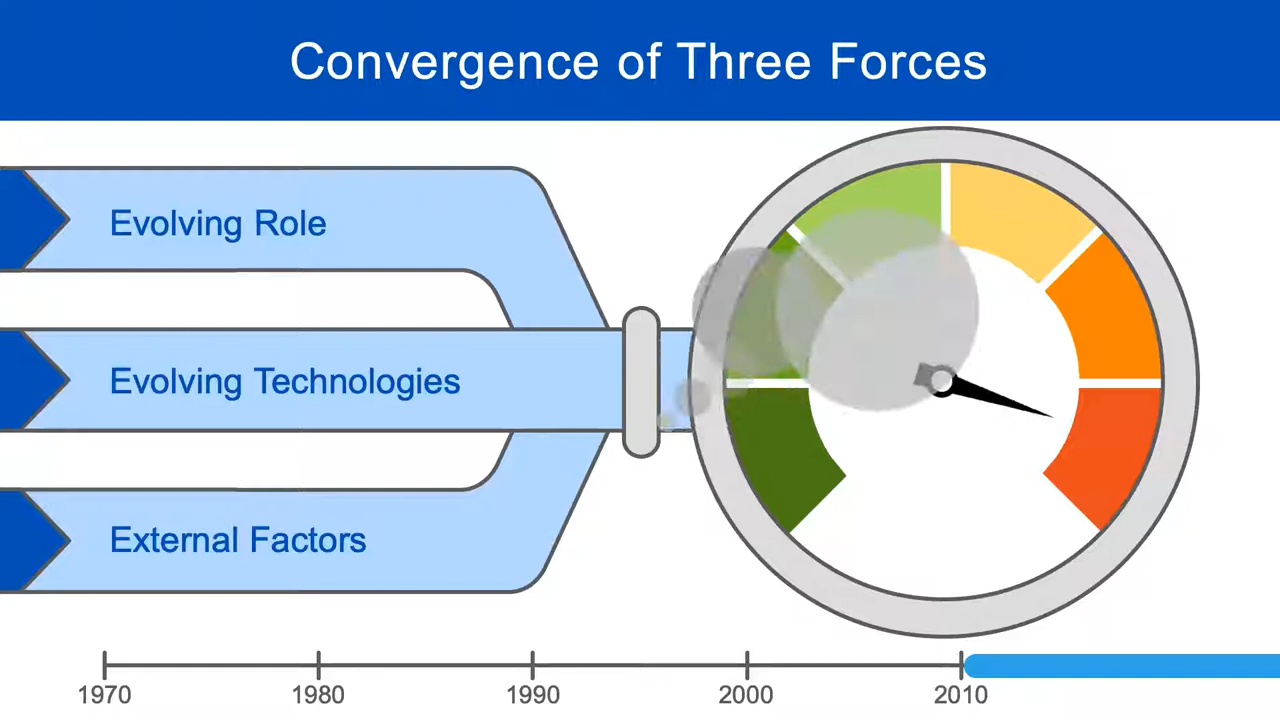 Convergence of Three Forces
Evolving Role
Evolving Technologies
External Factors
1970 1980 1990 2000 2010